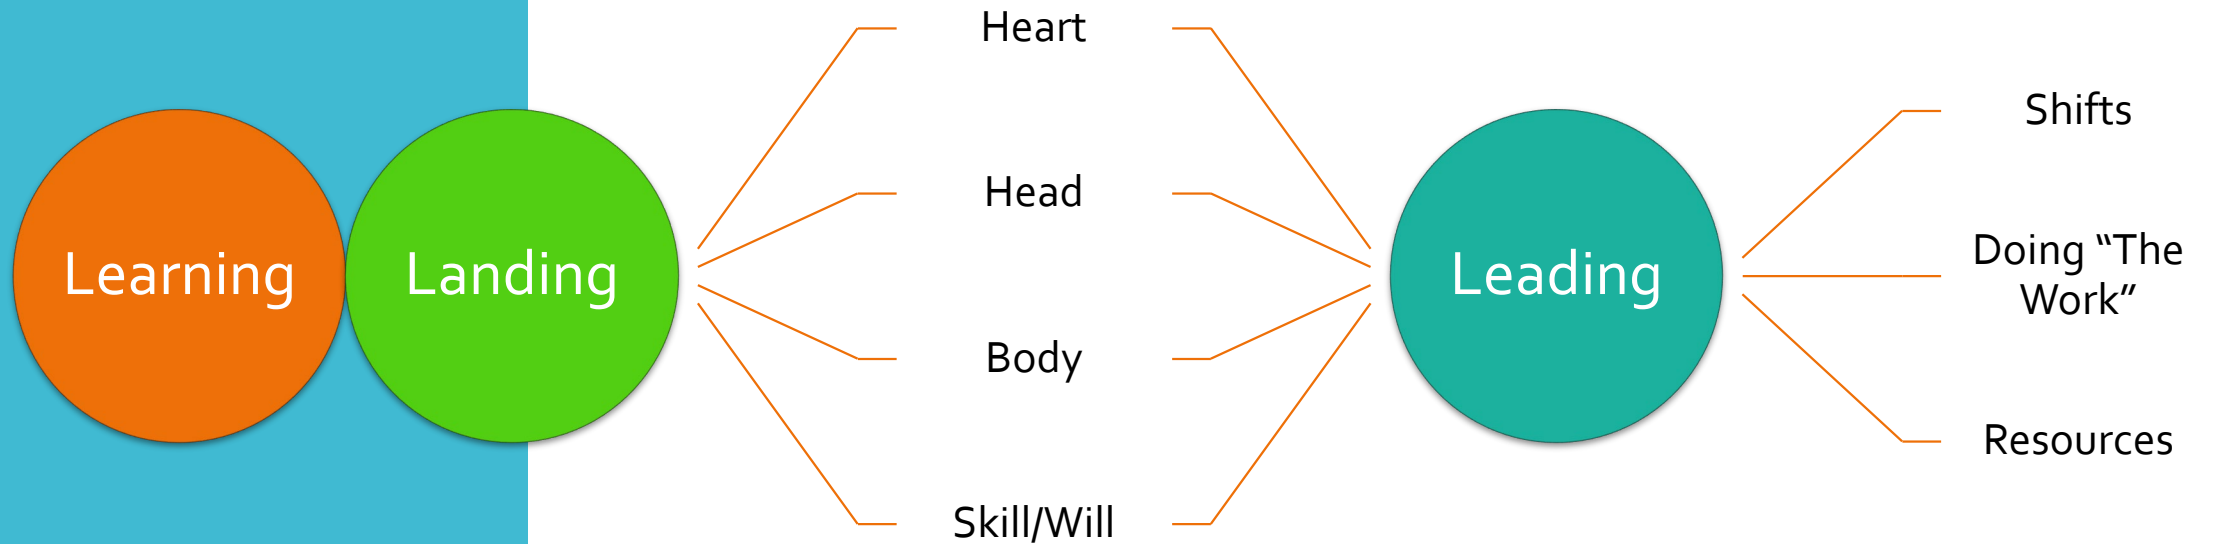 Learning
Landing
Heart
Head
Body
Skill/Will
Leading
Shifts
Doing “The
Work”
Resources